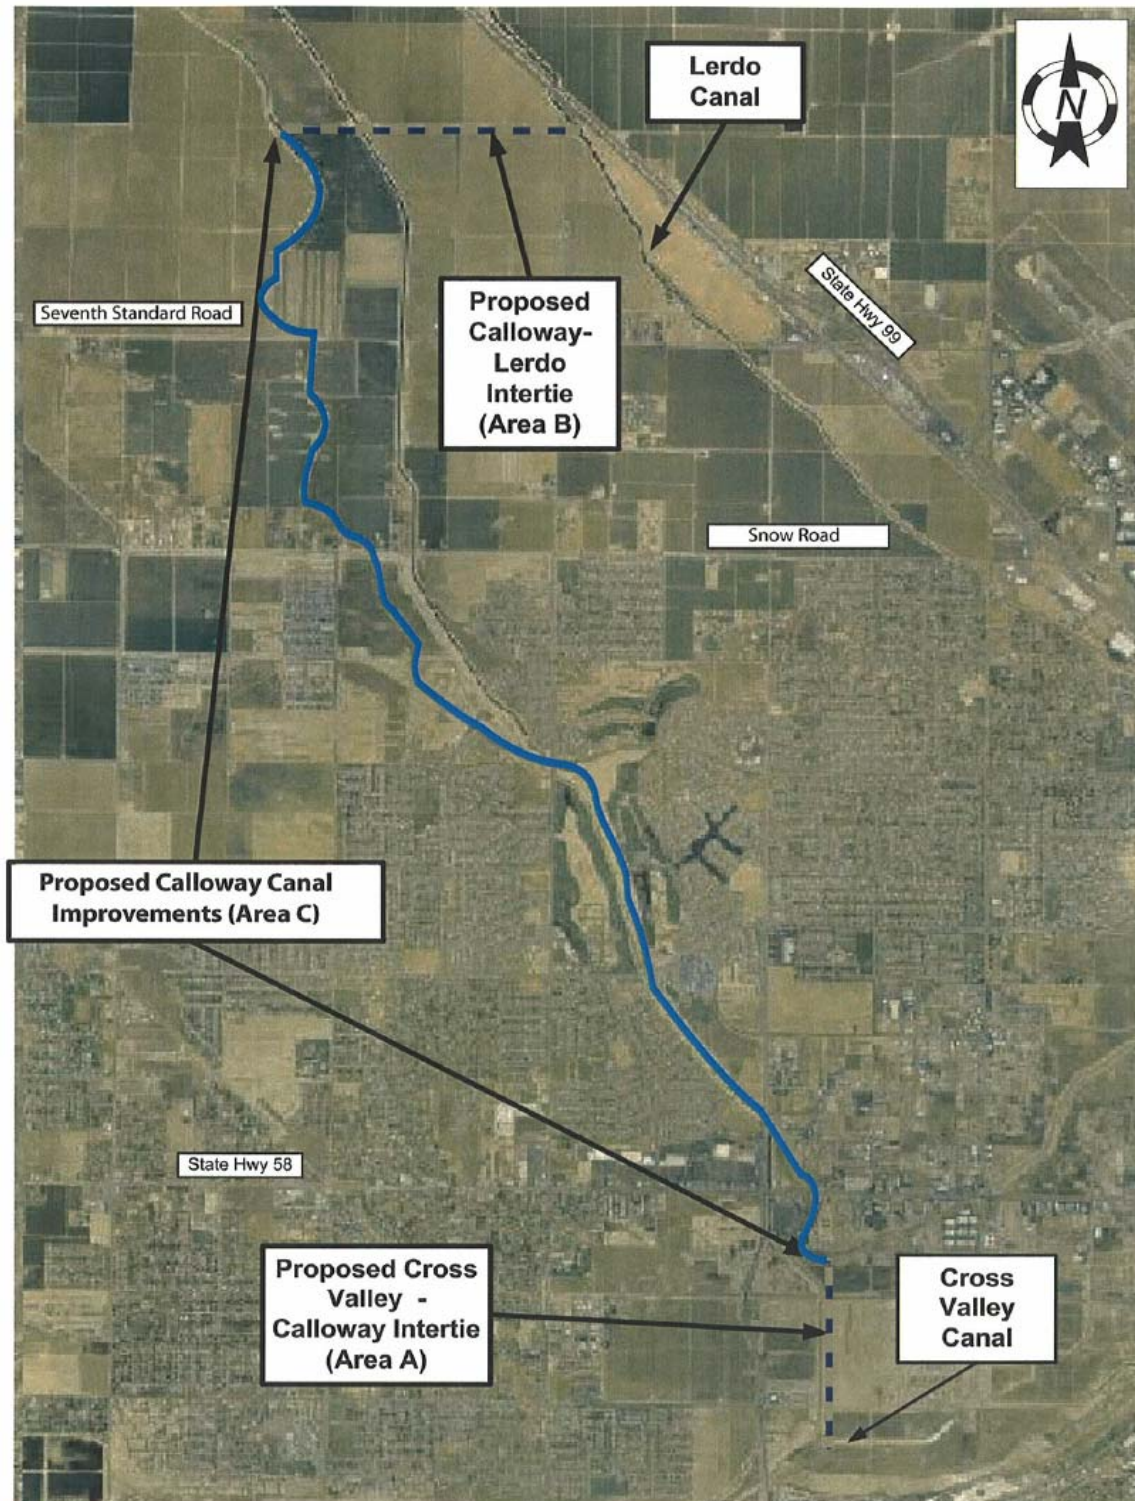 Lerdo
Canal
N
State Hwy 99
Proposed
Calloway-
Lerdo
Intertie
(Area B)
Seventh Standard Road
Snow Road
Proposed Calloway Canal
Improvements (Area C)
State Hwy 58
Proposed Cross
Valley -
Calloway Intertie
(Area A)
Cross
Valley
Canal